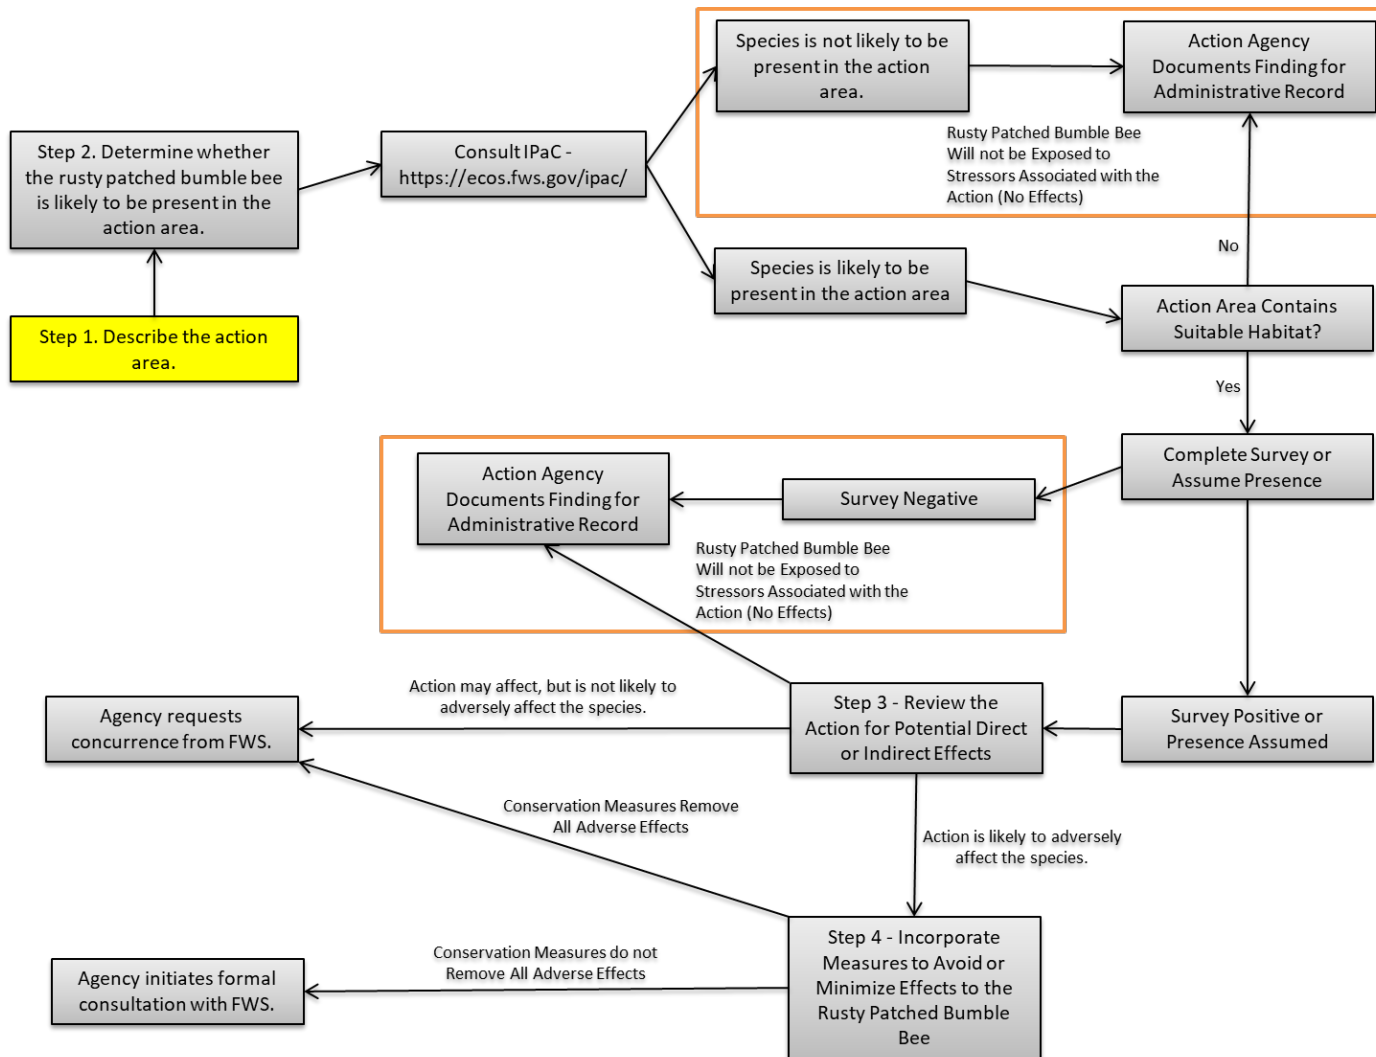 Species is not likely to be
present in the action
area.
Action Agency
Documents Finding for
Administrative Record
Rusty Patched Bumble Bee
Will not be Exposed to
Stressors Associated with the
Action (No Effects)
Step 2. Determine whether
the rusty patched bumble bee
is likely to be present in the
action area.
Consult IPaC -
https://ecos.fws.gov/ipac/
No
Species is likely to be
present in the action area
Action Area Contains
Suitable Habitat?
Step 1. Describe the action
area.
Yes
Complete Survey or
Assume Presence
Survey Negative
Action Agency
Documents Finding for
Administrative Record
Rusty Patched Bumble Bee
Will not be Exposed to
Stressors Associated with the
Action (No Effects)
Action may affect, but is not likely to
adversely affect the species.
Agency requests
concurrence from FWS.
Step 3 - Review the
Action for Potential Direct
or Indirect Effects
Survey Positive or
Presence Assumed
Conservation Measures Remove
All Adverse Effects
Action is likely to adversely
affect the species.
Step 4 - Incorporate
Measures to Avoid or
Minimize Effects to the
Rusty Patched Bumble
Bee
Conservation Measures do not
Remove All Adverse Effects
Agency initiates formal
consultation with FWS.